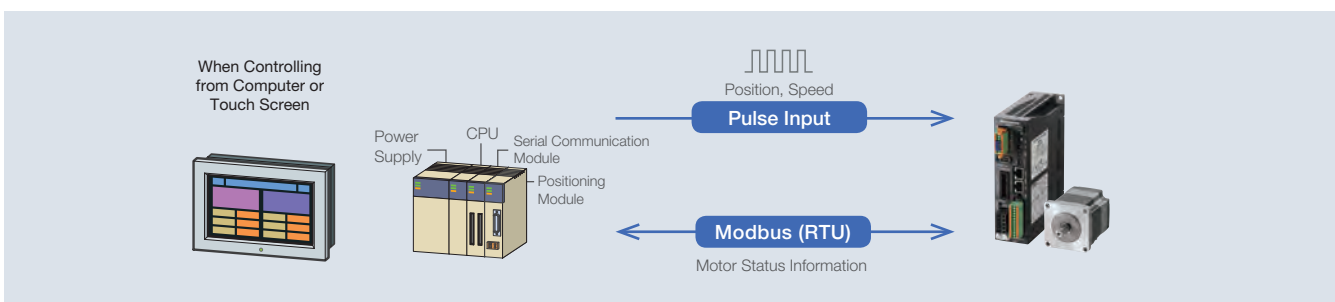 When Controlling
from Computer or
Touch Screen
Power
Supply
CPU
Serial Communication
Module
Positioning
Module
Position, Speed
Pulse Input
Modbus (RTU)
Motor Status Information